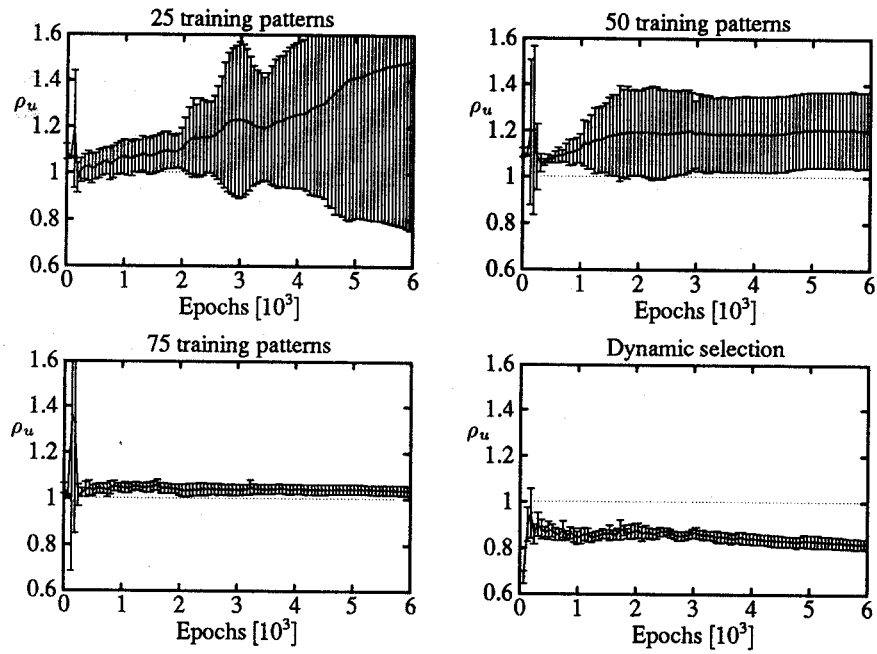 25 training patterns
1.6
1.4
ρu
1.2
1
0.8
0.6
0 1 2 3 4 5 6
Epochs [10³]
50 training patterns
1.6
1.4
ρu
1.2
1
0.8
0.6
0 1 2 3 4 5 6
Epochs [10³]
75 training patterns
1.6
1.4
ρu
1.2
1
0.8
0.6
0 1 2 3 4 5 6
Epochs [10³]
Dynamic selection
1.6
1.4
ρu
1.2
1
0.8
0.6
0 1 2 3 4 5 6
Epochs [10³]